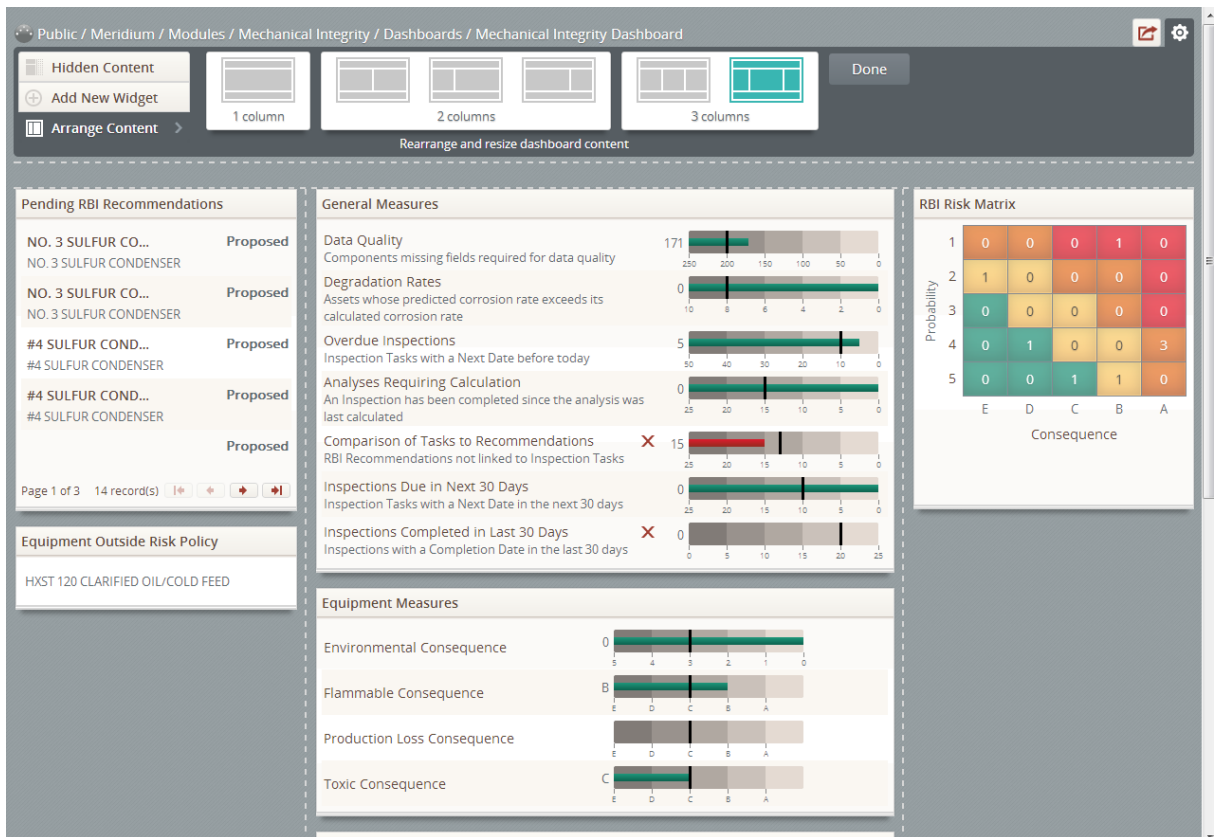 Public / Meridium / Modules / Mechanical Integrity / Dashboards / Mechanical Integrity Dashboard
Hidden Content
Add New Widget
Arrange Content
1 column
2 columns
3 columns
Done
Rearrange and resize dashboard content
Pending RBI Recommendations
NO. 3 SULFUR CO... Proposed
NO. 3 SULFUR CONDENSER
NO. 3 SULFUR CO... Proposed
NO. 3 SULFUR CONDENSER
#4 SULFUR COND... Proposed
#4 SULFUR CONDENSER
#4 SULFUR COND... Proposed
#4 SULFUR CONDENSER
Proposed
Page 1 of 3 14 record(s)
Equipment Outside Risk Policy
HXST 120 CLARIFIED OIL/COLD FEED
General Measures
Data Quality 171
Components missing fields required for data quality
250 200 150 100 50 0
Degradation Rates 0
Assets whose predicted corrosion rate exceeds its
calculated corrosion rate
10 8 6 4 2 0
Overdue Inspections 5
Inspection Tasks with a Next Date before today
50 40 30 20 10 0
Analyses Requiring Calculation 0
An Inspection has been completed since the analysis was
last calculated
25 20 15 10 5 0
Comparison of Tasks to Recommendations 15
RBI Recommendations not linked to Inspection Tasks
25 20 15 10 5 0
Inspections Due in Next 30 Days 0
Inspection Tasks with a Next Date in the next 30 days
25 20 15 10 5 0
Inspections Completed in Last 30 Days 0
Inspections with a Completion Date in the last 30 days
0 5 10 15 20 25
Equipment Measures
Environmental Consequence 0
5 4 3 2 1 0
Flammable Consequence B
E D C B A
Production Loss Consequence
E D C B A
Toxic Consequence C
E D C B A
RBI Risk Matrix
Probability
1 0 0 0 1 0
2 1 0 0 0 0
3 0 0 0 0 0
4 0 1 0 0 3
5 0 0 1 1 0
E D C B A
Consequence